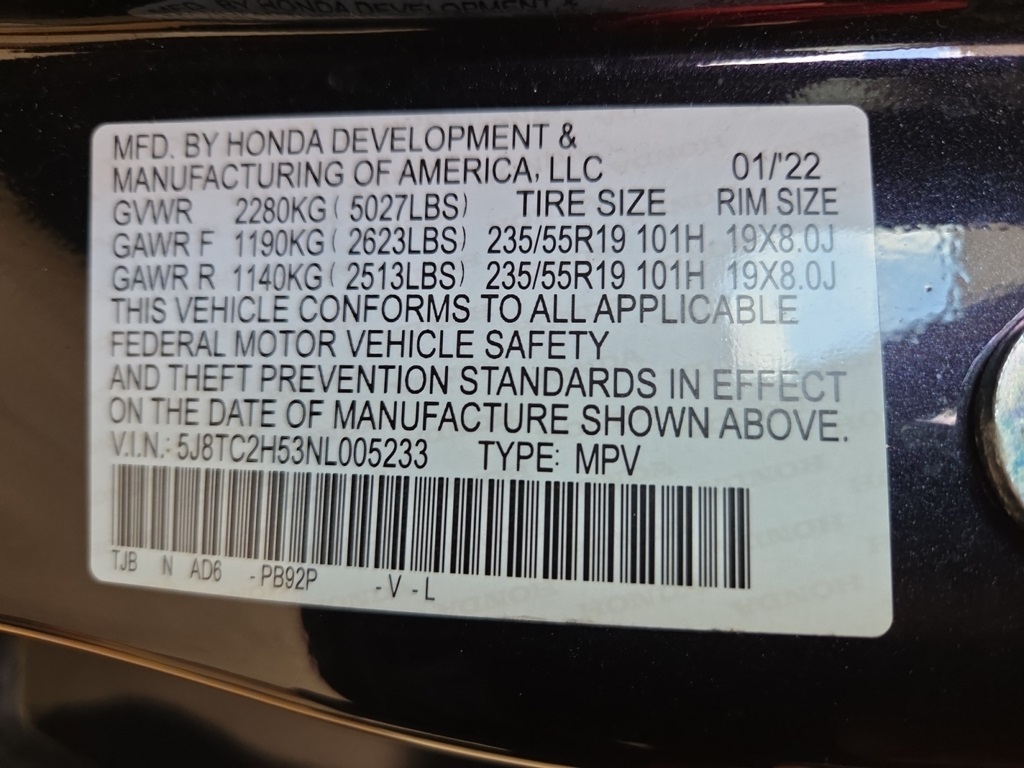 MFD. BY HONDA DEVELOPMENT &
MANUFACTURING OF AMERICA, LLC 01/'22
GVWR 2280KG ( 5027LBS) TIRE SIZE RIM SIZE
GAWR F 1190KG ( 2623LBS) 235/55R19 101H 19X8.0J
GAWR R 1140KG ( 2513LBS) 235/55R19 101H 19X8.0J
THIS VEHICLE CONFORMS TO ALL APPLICABLE
FEDERAL MOTOR VEHICLE SAFETY
AND THEFT PREVENTION STANDARDS IN EFFECT
ON THE DATE OF MANUFACTURE SHOWN ABOVE.
V.I.N.: 5J8TC2H53NL005233 TYPE: MPV
TJB N AD6 -PB92P -V -L